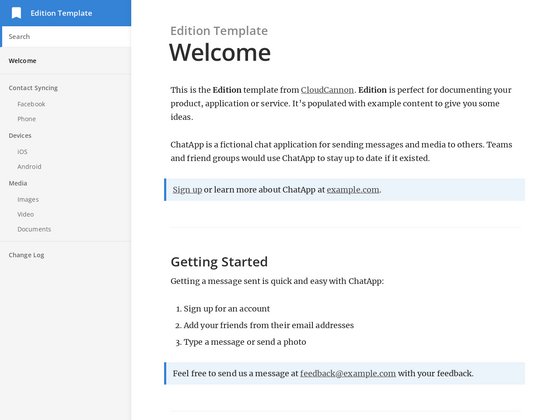 Edition Template
Search
Welcome
Contact Syncing
Facebook
Phone
Devices
iOS
Android
Media
Images
Video
Documents
Change Log
Edition Template
Welcome
This is the Edition template from CloudCannon. Edition is perfect for documenting your
product, application or service. It's populated with example content to give you some
ideas.
ChatApp is a fictional chat application for sending messages and media to others. Teams
and friend groups would use ChatApp to stay up to date if it existed.
Sign up or learn more about ChatApp at example.com.
Getting Started
Getting a message sent is quick and easy with ChatApp:
1. Sign up for an account
2. Add your friends from their email addresses
3. Type a message or send a photo
Feel free to send us a message at feedback@example.com with your feedback.